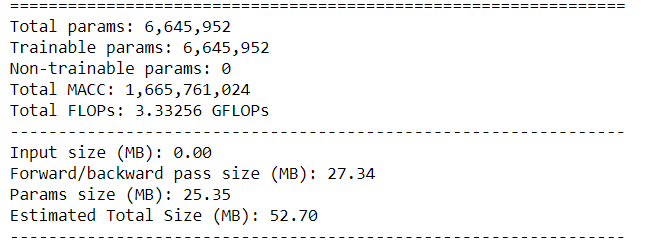 ================================================================
Total params: 6,645,952
Trainable params: 6,645,952
Non-trainable params: 0
Total MACC: 1,665,761,024
Total FLOPs: 3.33256 GFLOPs
----------------------------------------------------------------
Input size (MB): 0.00
Forward/backward pass size (MB): 27.34
Params size (MB): 25.35
Estimated Total Size (MB): 52.70
----------------------------------------------------------------